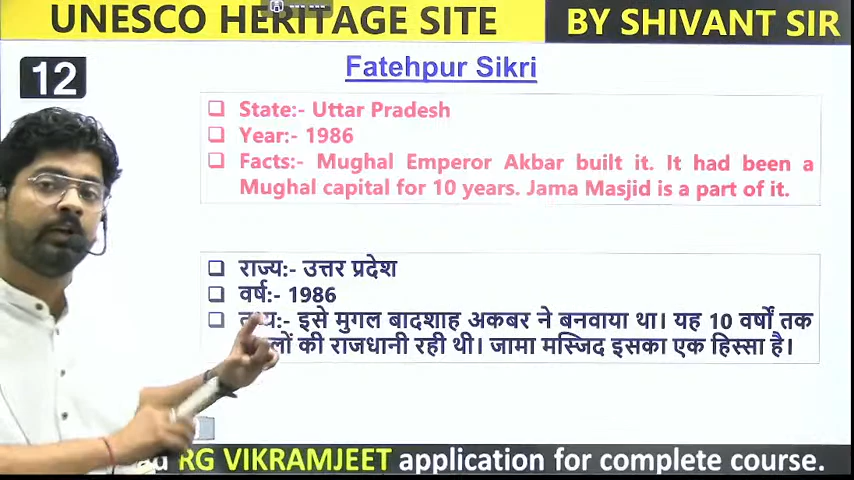 UNESCO HERITAGE SITE
BY SHIVANT SIR
12
Fatehpur Sikri
State:- Uttar Pradesh
Year:- 1986
Facts:- Mughal Emperor Akbar built it. It had been a
Mughal capital for 10 years. Jama Masjid is a part of it.
राज्य:- उत्तर प्रदेश
वर्ष:- 1986
इसे मुगल बादशाह अकबर ने बनवाया था। यह 10 वर्षों तक
की राजधानी रही थी। जामा मस्जिद इसका एक हिस्सा है।
RG VIKRAMJEET application for complete course.